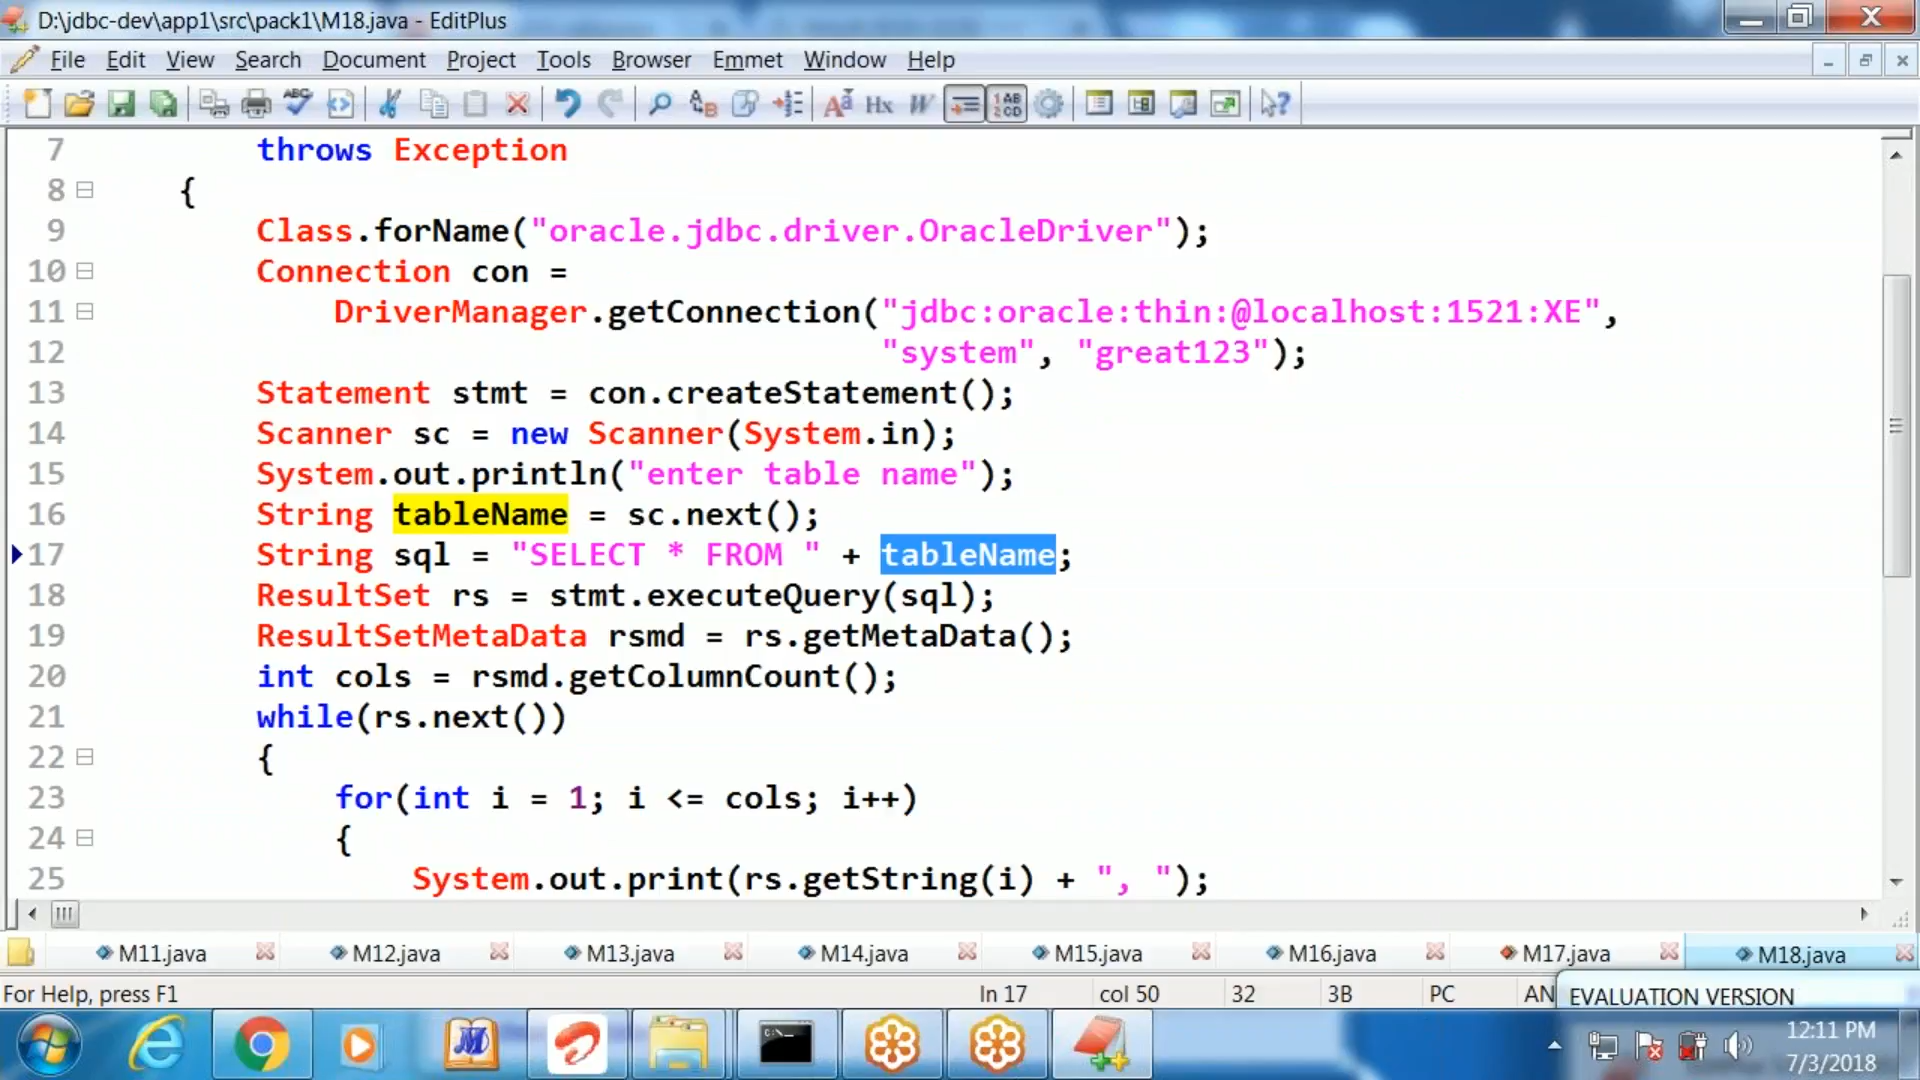 D:\jdbc-dev\app1\src\pack1\M18.java - EditPlus
File Edit View Search Document Project Tools Browser Emmet Window Help
7 throws Exception
8 {
9 Class.forName("oracle.jdbc.driver.OracleDriver");
10 Connection con =
11 DriverManager.getConnection("jdbc:oracle:thin:@localhost:1521:XE",
12 "system", "great123");
13 Statement stmt = con.createStatement();
14 Scanner sc = new Scanner(System.in);
15 System.out.println("enter table name");
16 String tableName = sc.next();
17 String sql = "SELECT * FROM " + tableName;
18 ResultSet rs = stmt.executeQuery(sql);
19 ResultSetMetaData rsmd = rs.getMetaData();
20 int cols = rsmd.getColumnCount();
21 while(rs.next())
22 {
23 for(int i = 1; i <= cols; i++)
24 {
25 System.out.print(rs.getString(i) + ", ");
M11.java M12.java M13.java M14.java M15.java M16.java M17.java M18.java
For Help, press F1 ln 17 col 50 32 3B PC AN EVALUATION VERSION
12:11 PM
7/3/2018